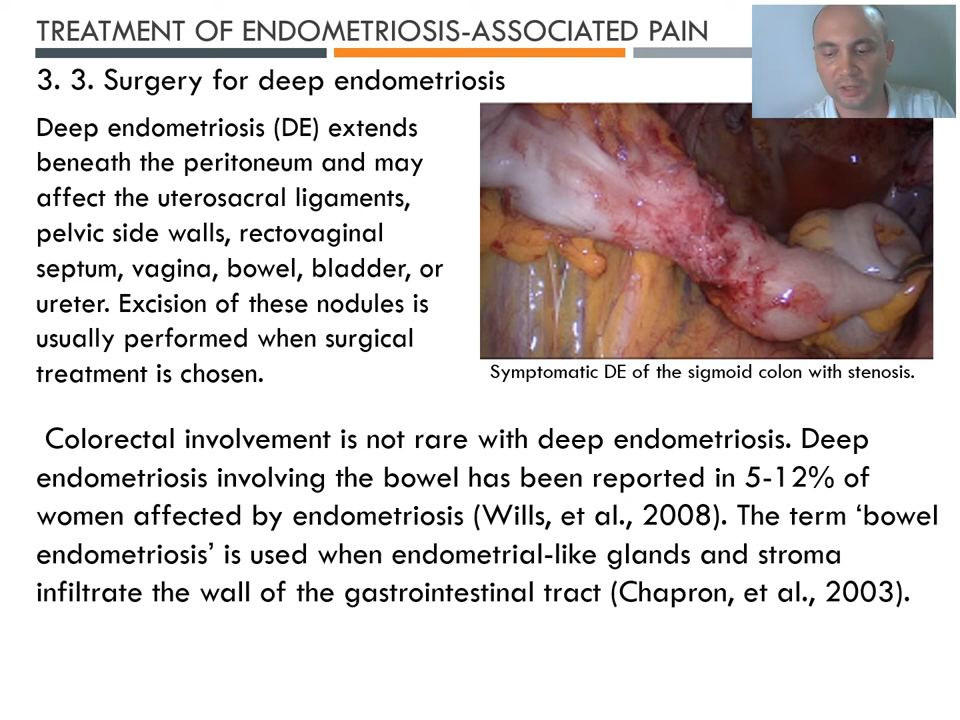 TREATMENT OF ENDOMETRIOSIS-ASSOCIATED PAIN
3. 3. Surgery for deep endometriosis
Deep endometriosis (DE) extends
beneath the peritoneum and may
affect the uterosacral ligaments,
pelvic side walls, rectovaginal
septum, vagina, bowel, bladder, or
ureter. Excision of these nodules is
usually performed when surgical
treatment is chosen.
Symptomatic DE of the sigmoid colon with stenosis.
Colorectal involvement is not rare with deep endometriosis. Deep
endometriosis involving the bowel has been reported in 5-12% of
women affected by endometriosis (Wills, et al., 2008). The term ‘bowel
endometriosis’ is used when endometrial-like glands and stroma
infiltrate the wall of the gastrointestinal tract (Chapron, et al., 2003).